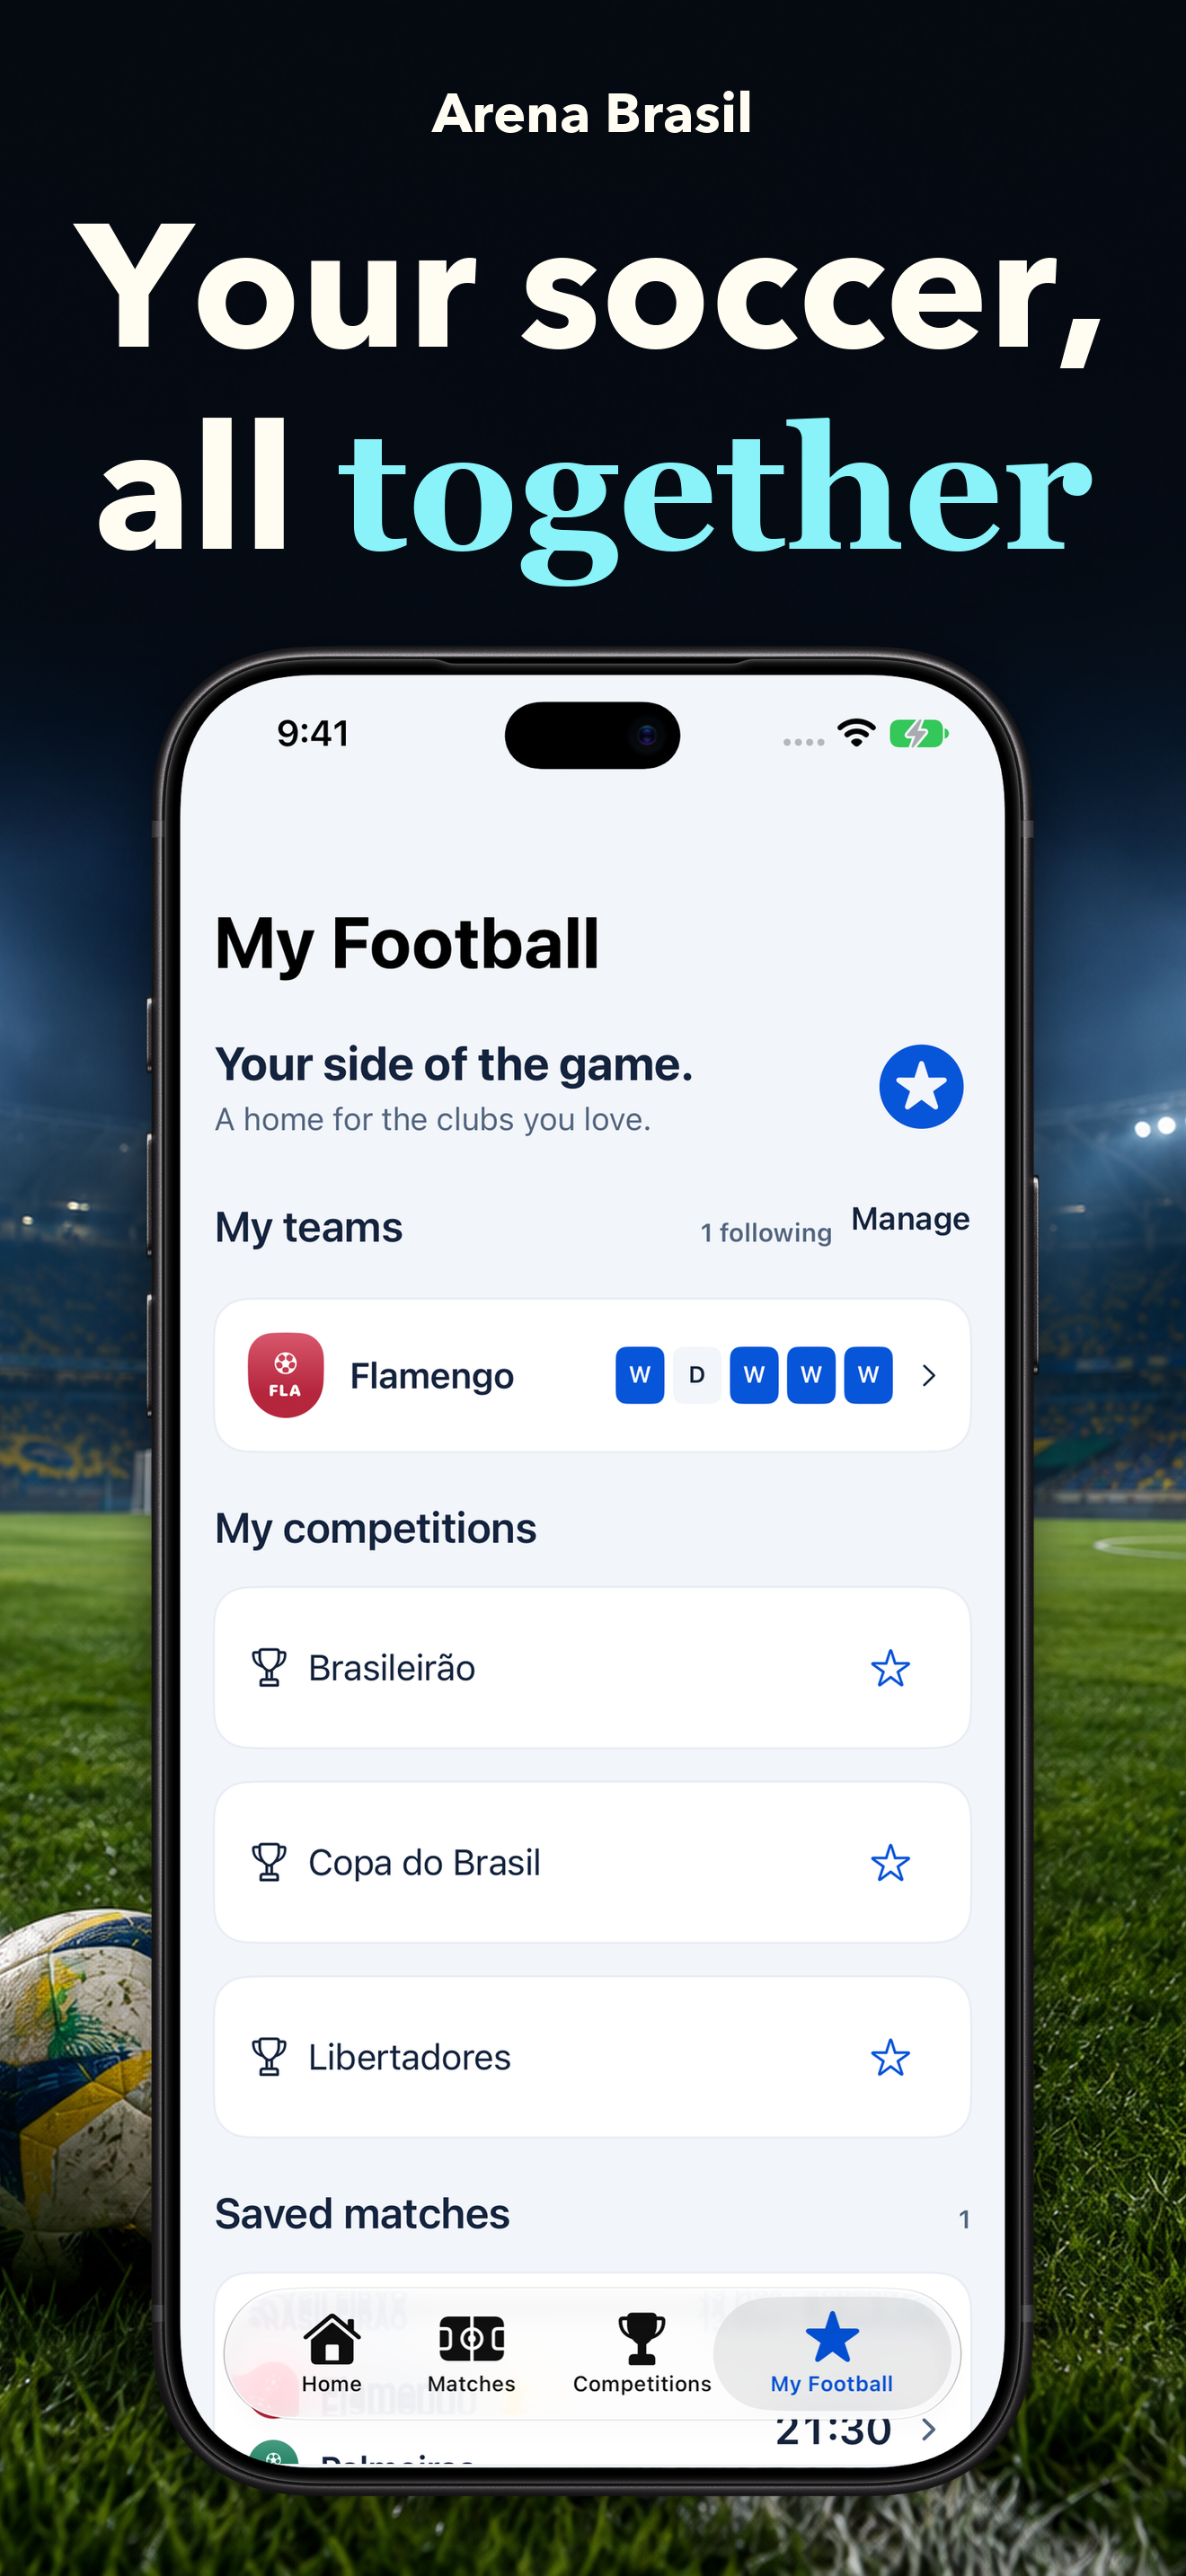 Arena Brasil
Your soccer,
all together
9:41
My Football
Your side of the game.
A home for the clubs you love.
My teams
1 following
Manage
FLA
Flamengo
W D W W W
My competitions
Brasileirão
Copa do Brasil
Libertadores
Saved matches
1
Home
Matches
Competitions
My Football
Flamengo
21:30
Palmeiras